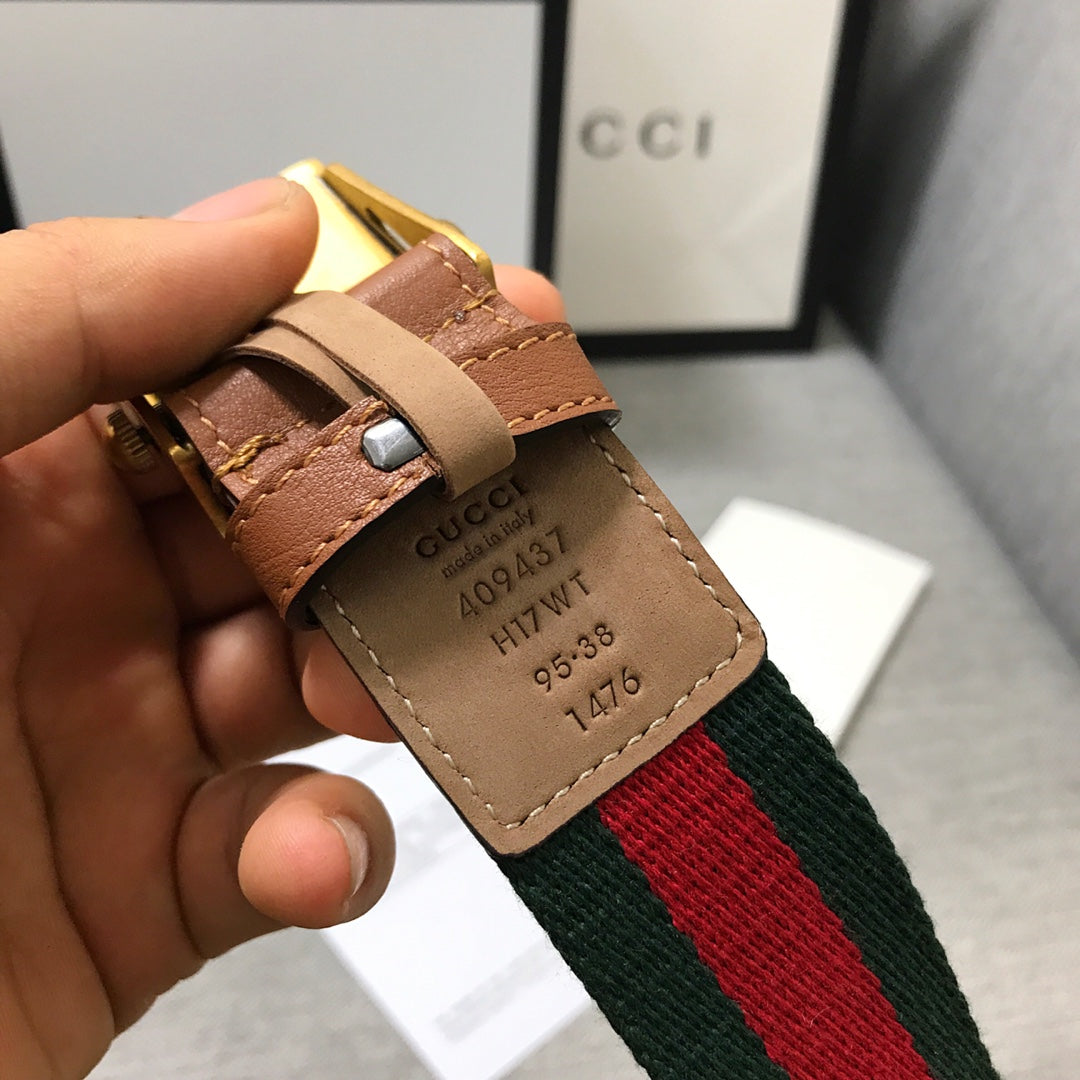 CCI
GUCCI
made in italy
409437
H17WT
95·38
1476